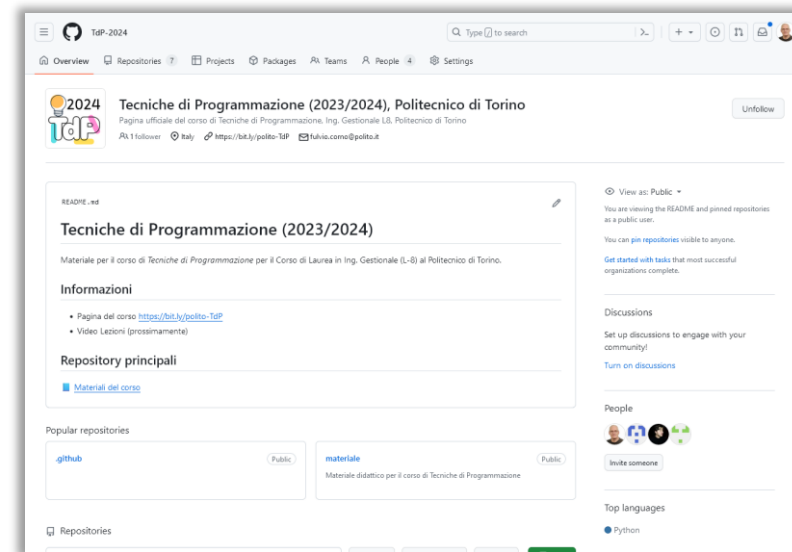 TdP-2024
Type / to search
Overview
Repositories 7
Projects
Packages
Teams
People 4
Settings
2024
TdP
Tecniche di Programmazione (2023/2024), Politecnico di Torino
Pagina ufficiale del corso di Tecniche di Programmazione, Ing. Gestionale L8, Politecnico di Torino
1 follower
Italy
https://bit.ly/polito-TdP
fulvio.corno@polito.it
Unfollow
README.md
Tecniche di Programmazione (2023/2024)
Materiale per il corso di Tecniche di Programmazione per il Corso di Laurea in Ing. Gestionale (L-8) al Politecnico di Torino.
Informazioni
• Pagina del corso https://bit.ly/polito-TdP
• Video Lezioni (prossimamente)
Repository principali
Materiali del corso
Popular repositories
.github
Public
materiale
Public
Materiale didattico per il corso di Tecniche di Programmazione
Repositories
View as: Public
You are viewing the README and pinned repositories
as a public user.
You can pin repositories visible to anyone.
Get started with tasks that most successful
organizations complete.
Discussions
Set up discussions to engage with your
community!
Turn on discussions
People
Invite someone
Top languages
Python